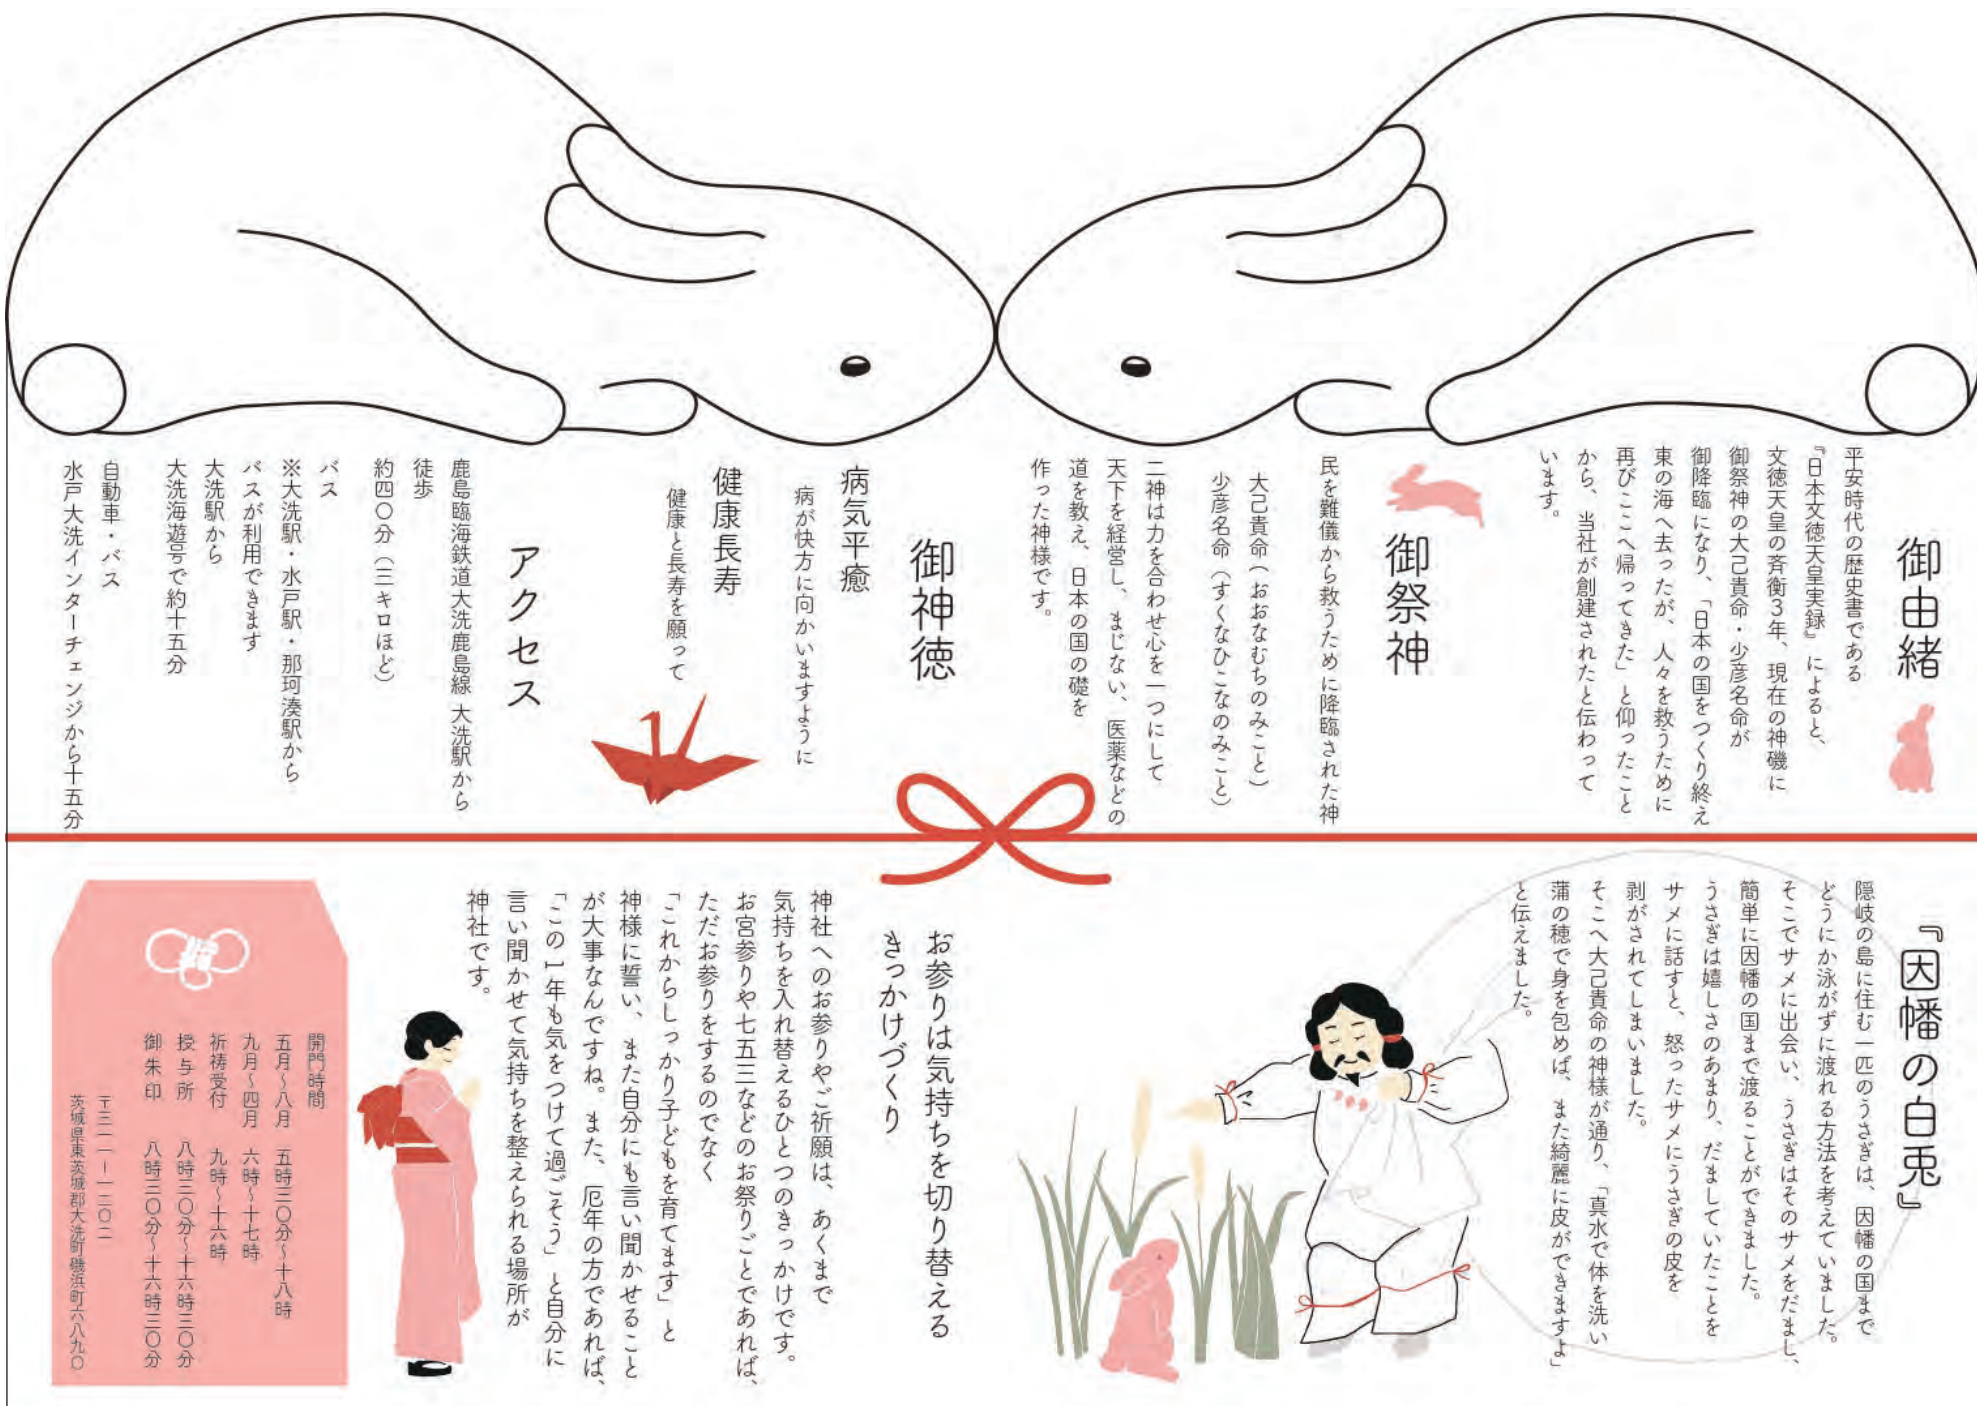 御由緒
平安時代の歴史書である
『日本文徳天皇実録』によると、
文徳天皇の斉衡3年、現在の神磯に
御祭神の大己貴命・少彦名命が
御降臨になり、「日本の国をつくり終え
東の海へ去ったが、人々を救うために
再びここへ帰ってきた」と仰ったこと
から、当社が創建されたと伝わって
います。
御祭神
民を難儀から救うために降臨された神
大己貴命（おおなむちのみこと）
少彦名命（すくなひこなのみこと）
二神は力を合わせ心を一つにして
天下を経営し、まじない、医薬などの
道を教え、日本の国の礎を
作った神様です。
御神徳
病気平癒
病が快方に向かいますように
健康長寿
健康と長寿を願って
アクセス
鹿島臨海鉄道大洗鹿島線 大洗駅から
徒歩
約四〇分（三キロほど）
バス
※大洗駅・水戸駅・那珂湊駅から
バスが利用できます
大洗駅から
大洗海遊号で約十五分
自動車・バス
水戸大洗インターチェンジから十五分
『因幡の白兎』
隠岐の島に住む一匹のうさぎは、因幡の国まで
どうにか泳がずに渡れる方法を考えていました。
そこでサメに出会い、うさぎはそのサメをだまし、
簡単に因幡の国まで渡ることができました。
うさぎは嬉しさのあまり、だましていたことを
サメに話すと、怒ったサメにうさぎの皮を
剥がされてしまいました。
そこへ大己貴命の神様が通り、「真水で体を洗い
蒲の穂で身を包めば、また綺麗に皮ができますよ」
と伝えました。
お参りは気持ちを切り替える
きっかけづくり
神社へのお参りやご祈願は、あくまで
気持ちを入れ替えるひとつのきっかけです。
お宮参りや七五三などのお祭りごとであれば、
ただお参りをするのでなく
「これからしっかり子どもを育てます」と
神様に誓い、また自分にも言い聞かせること
が大事なんですね。また、厄年の方であれば、
「この1年も気をつけて過ごそう」と自分に
言い聞かせて気持ちを整えられる場所が
神社です。
開門時間
五月～八月 五時三〇分～十八時
九月～四月 六時～十七時
祈祷受付 九時～十六時
授与所 八時三〇分～十六時三〇分
御朱印 八時三〇分～十六時三〇分
〒三一一ー一三〇一
茨城県東茨城郡大洗町磯浜町六八九〇